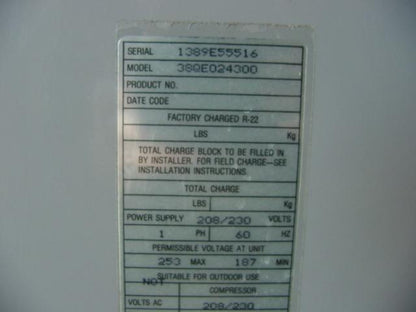 SERIAL 1389E55516
MODEL 38QE024300
PRODUCT NO.
DATE CODE
FACTORY CHARGED R-22
LBS Kg
TOTAL CHARGE BLOCK TO BE FILLED IN
BY INSTALLER. FOR FIELD CHARGE—SEE
INSTALLATION INSTRUCTIONS.
TOTAL CHARGE
LBS Kg
POWER SUPPLY 208/230 VOLTS
1 PH 60 HZ
PERMISSIBLE VOLTAGE AT UNIT
253 MAX 187 MIN
NOT SUITABLE FOR OUTDOOR USE
COMPRESSOR
VOLTS AC 208/230